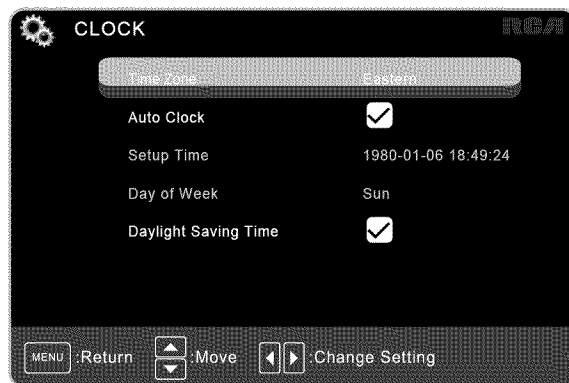 CLOCK RCA
Time Zone Eastern
Auto Clock
Setup Time 1980-01-06 18:49:24
Day of Week Sun
Daylight Saving Time
MENU :Return :Move :Change Setting